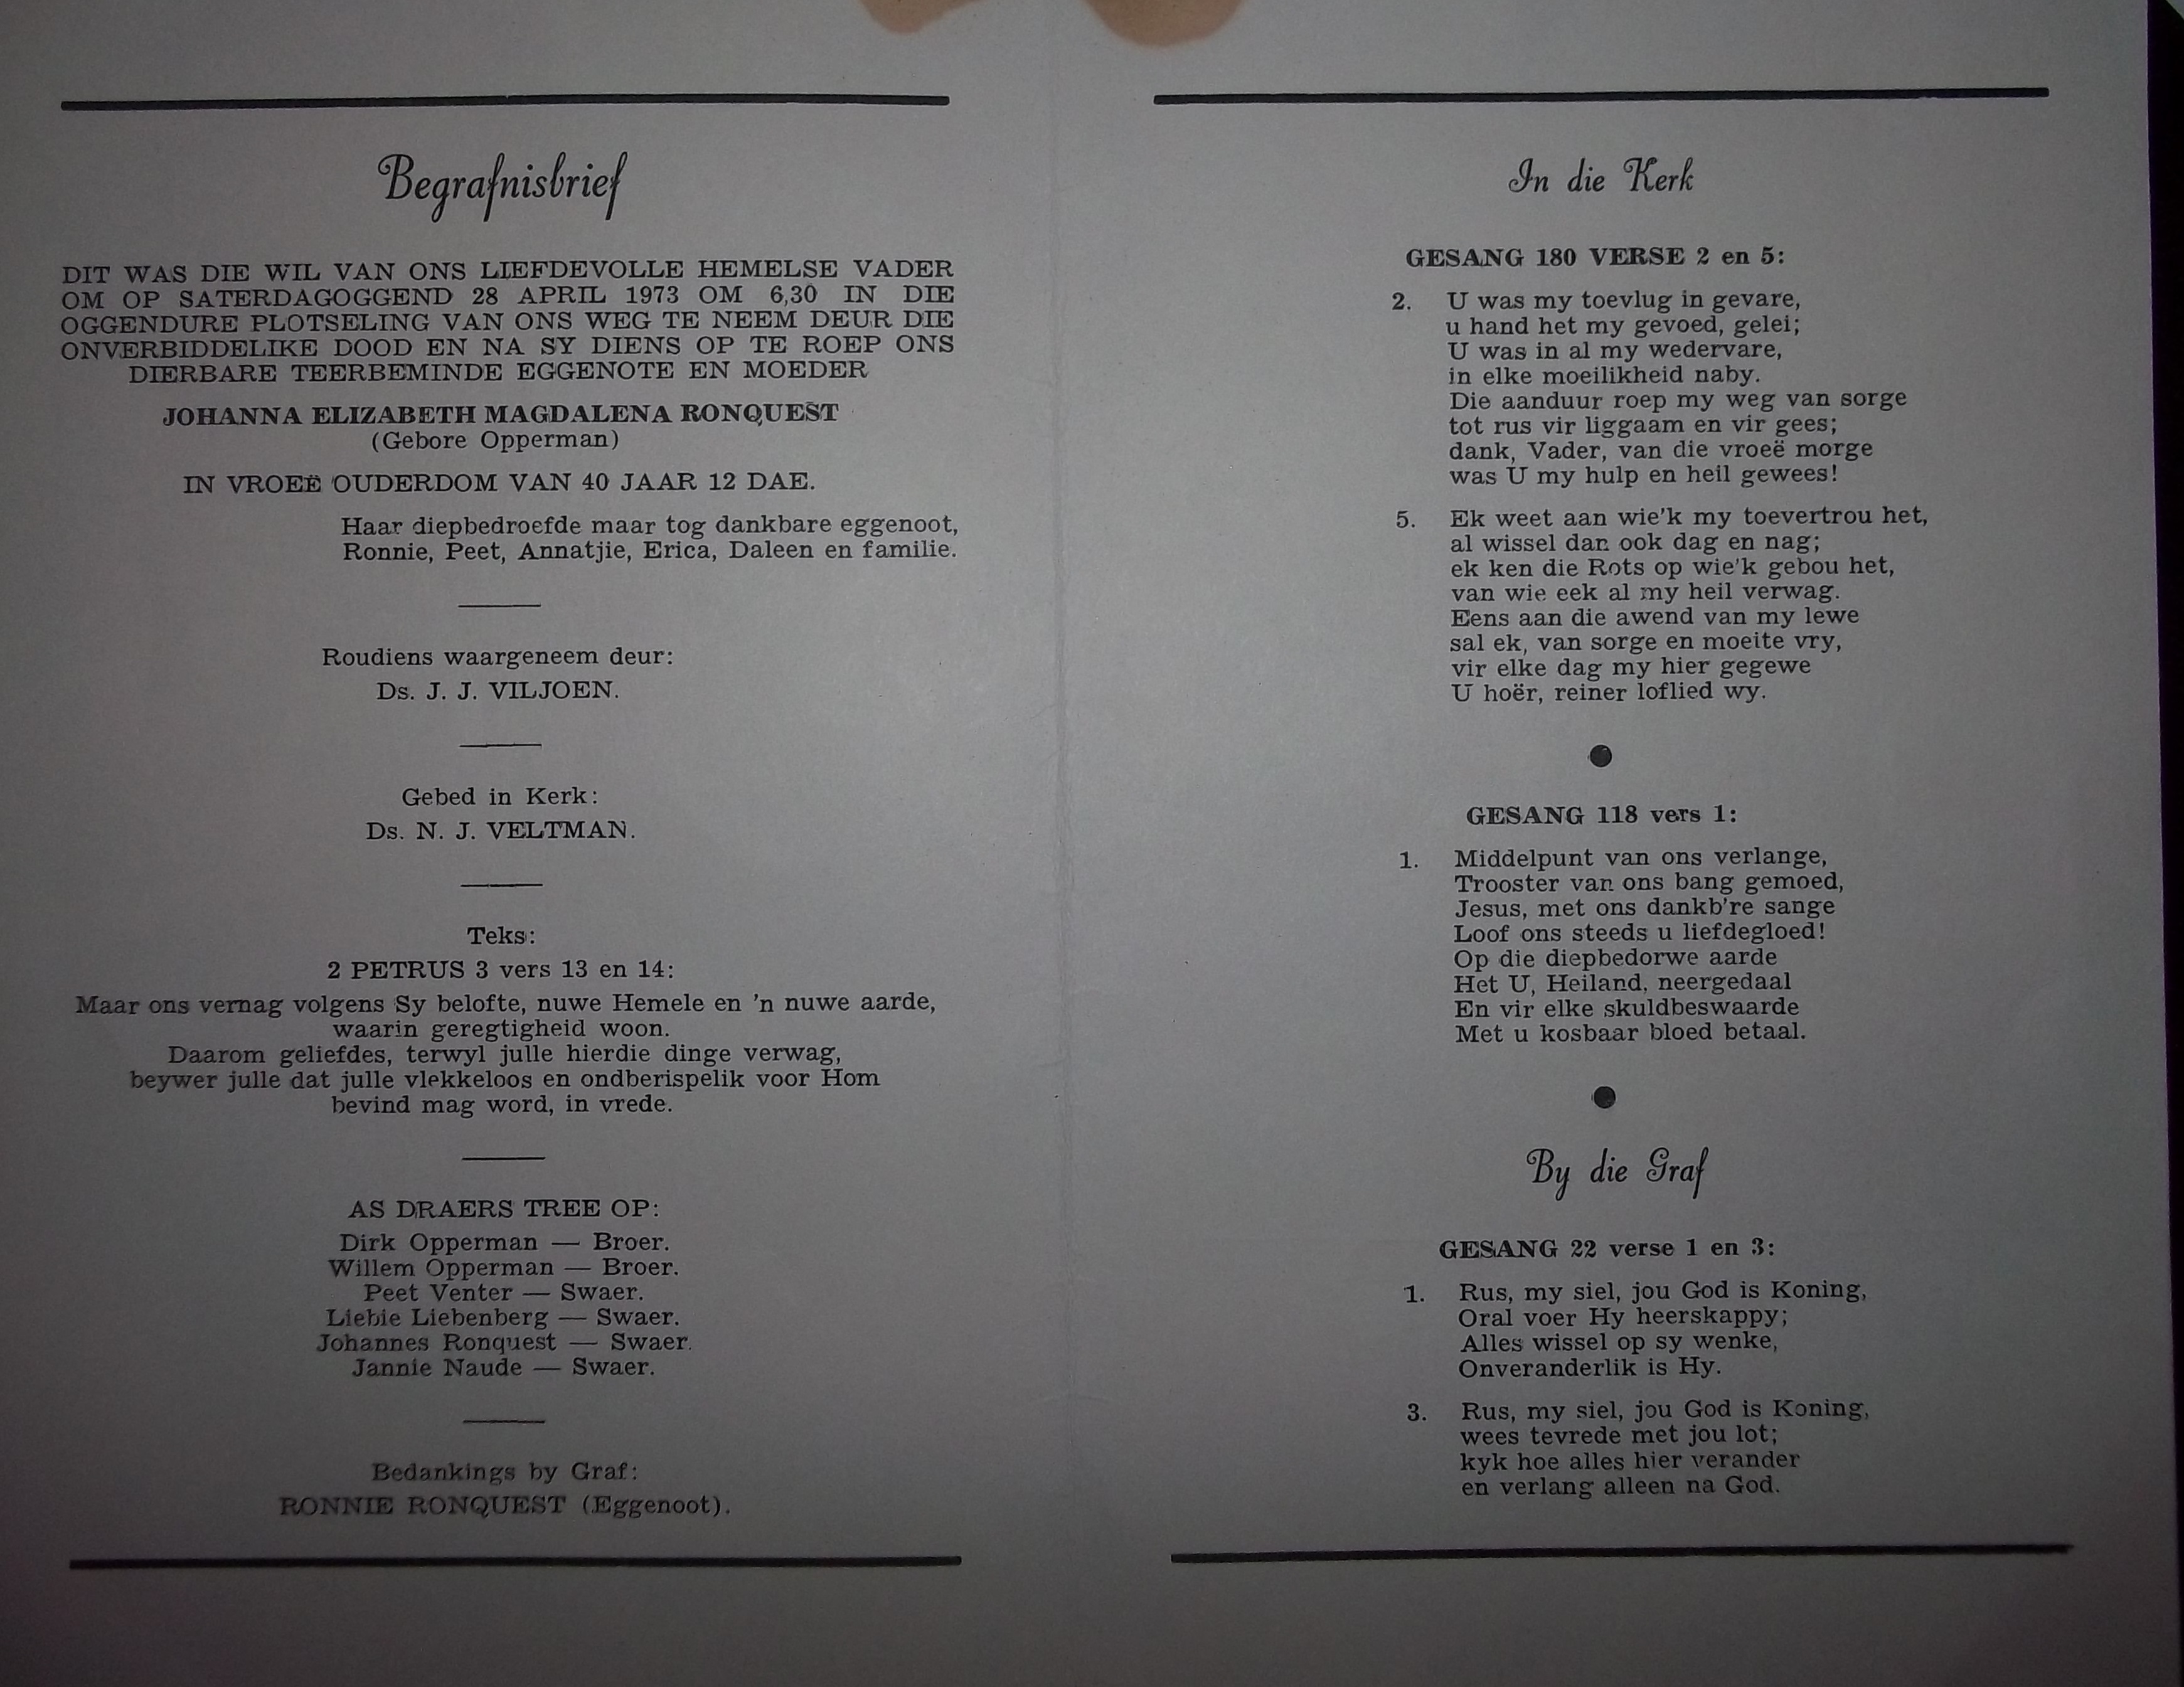 Begrafnisbrief
DIT WAS DIE WIL VAN ONS LIEFDEVOLLE HEMELSE VADER
OM OP SATERDAGOGGEND 28 APRIL 1973 OM 6,30 IN DIE
OGGENDURE PLOTSELING VAN ONS WEG TE NEEM DEUR DIE
ONVERBIDDELIKE DOOD EN NA SY DIENS OP TE ROEP ONS
DIERBARE TEERBEMINDE EGGENOTE EN MOEDER
JOHANNA ELIZABETH MAGDALENA RONQUEST
(Gebore Opperman)
IN VROEË OUDERDOM VAN 40 JAAR 12 DAE.
Haar diepbedroefde maar tog dankbare eggenoot,
Ronnie, Peet, Annatjie, Erica, Daleen en familie.
Roudiens waargeneem deur:
Ds. J. J. VILJOEN.
Gebed in Kerk:
Ds. N. J. VELTMAN.
Teks:
2 PETRUS 3 vers 13 en 14:
Maar ons vernag volgens Sy belofte, nuwe Hemele en 'n nuwe aarde,
waarin geregtigheid woon.
Daarom geliefdes, terwyl julle hierdie dinge verwag,
beywer julle dat julle vlekkeloos en ondberispelik voor Hom
bevind mag word, in vrede.
AS DRAERS TREE OP:
Dirk Opperman — Broer.
Willem Opperman — Broer.
Peet Venter — Swaer.
Liebie Liebenberg — Swaer.
Johannes Ronquest — Swaer.
Jannie Naude — Swaer.
Bedankings by Graf:
RONNIE RONQUEST (Eggenoot).
In die Kerk
GESANG 180 VERSE 2 en 5:
2. U was my toevlug in gevare,
u hand het my gevoed, gelei;
U was in al my wedervare,
in elke moeilikheid naby.
Die aanduur roep my weg van sorge
tot rus vir liggaam en vir gees;
dank, Vader, van die vroeë morge
was U my hulp en heil gewees!
5. Ek weet aan wie'k my toevertrou het,
al wissel dan ook dag en nag;
ek ken die Rots op wie'k gebou het,
van wie eek al my heil verwag.
Eens aan die awend van my lewe
sal ek, van sorge en moeite vry,
vir elke dag my hier gegewe
U hoër, reiner loflied wy.
GESANG 118 vers 1:
1. Middelpunt van ons verlange,
Trooster van ons bang gemoed,
Jesus, met ons dankb're sange
Loof ons steeds u liefdegloed!
Op die diepbedorwe aarde
Het U, Heiland, neergedaal
En vir elke skuldbeswaarde
Met u kosbaar bloed betaal.
By die Graf
GESANG 22 verse 1 en 3:
1. Rus, my siel, jou God is Koning,
Oral voer Hy heerskappy;
Alles wissel op sy wenke,
Onveranderlik is Hy.
3. Rus, my siel, jou God is Koning,
wees tevrede met jou lot;
kyk hoe alles hier verander
en verlang alleen na God.